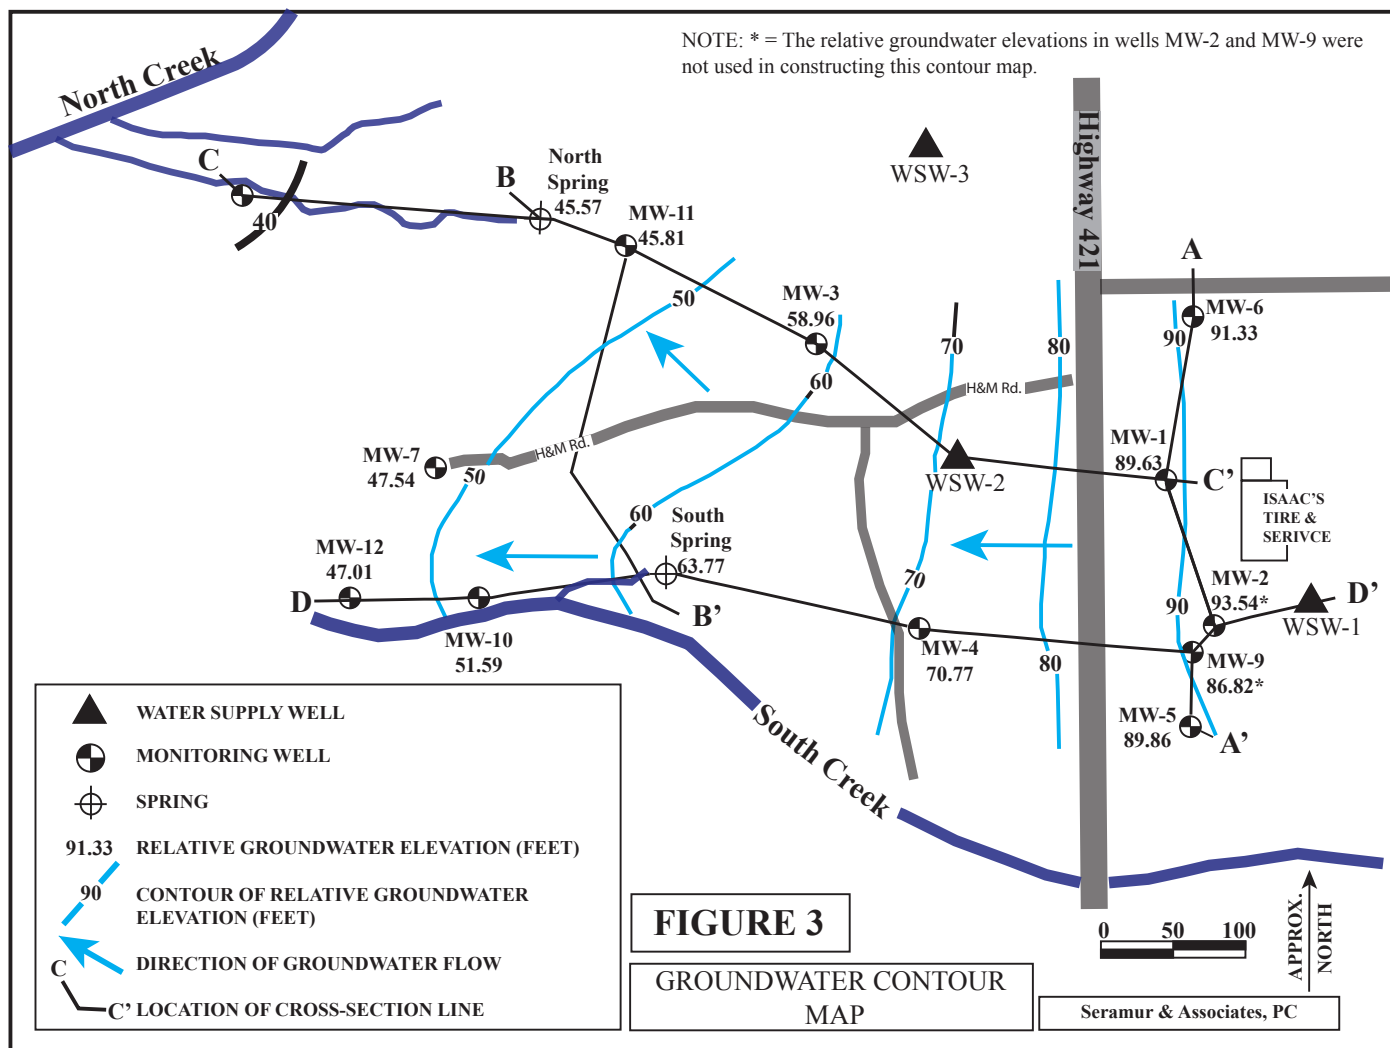 NOTE: * = The relative groundwater elevations in wells MW-2 and MW-9 were
not used in constructing this contour map.
North Creek
C
40
B
North
Spring
45.57
MW-11
45.81
WSW-3
Highway 421
A
MW-6
91.33
90
50
MW-3
58.96
60
70
80
H&M Rd.
MW-1
89.63
C'
WSW-2
ISAAC'S
TIRE &
SERIVCE
MW-7
47.54
H&M Rd.
50
60
South
Spring
63.77
MW-12
47.01
D
MW-10
51.59
B'
70
MW-4
70.77
80
90
MW-2
93.54*
D'
WSW-1
MW-9
86.82*
MW-5
89.86
A'
South Creek
WATER SUPPLY WELL
MONITORING WELL
SPRING
91.33 RELATIVE GROUNDWATER ELEVATION (FEET)
90 CONTOUR OF RELATIVE GROUNDWATER
ELEVATION (FEET)
DIRECTION OF GROUNDWATER FLOW
C
C' LOCATION OF CROSS-SECTION LINE
FIGURE 3
GROUNDWATER CONTOUR
MAP
0 50 100
APPROX.
NORTH
Seramur & Associates, PC